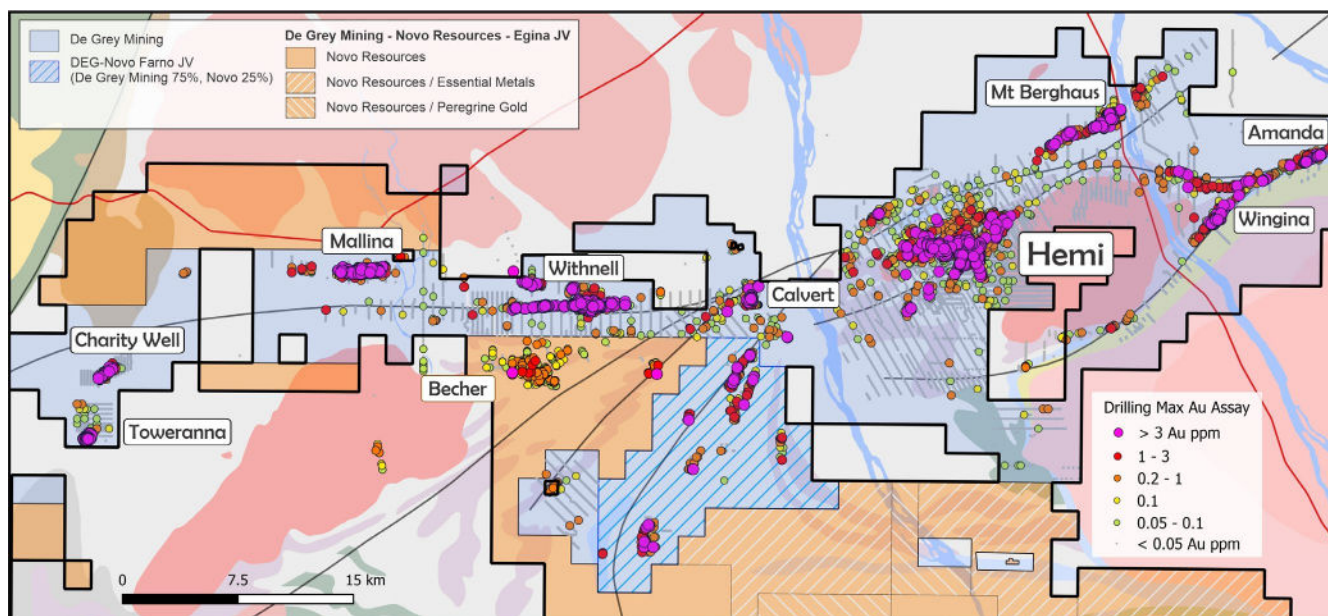 De Grey Mining
DEG-Novo Farno JV
(De Grey Mining 75%, Novo 25%)
De Grey Mining - Novo Resources - Egina JV
Novo Resources
Novo Resources / Essential Metals
Novo Resources / Peregrine Gold
Mt Berghaus
Amanda
Wingina
Hemi
Mallina
Withnell
Calvert
Charity Well
Becher
Toweranna
Drilling Max Au Assay
> 3 Au ppm
1 - 3
0.2 - 1
0.1
0.05 - 0.1
< 0.05 Au ppm
0 7.5 15 km